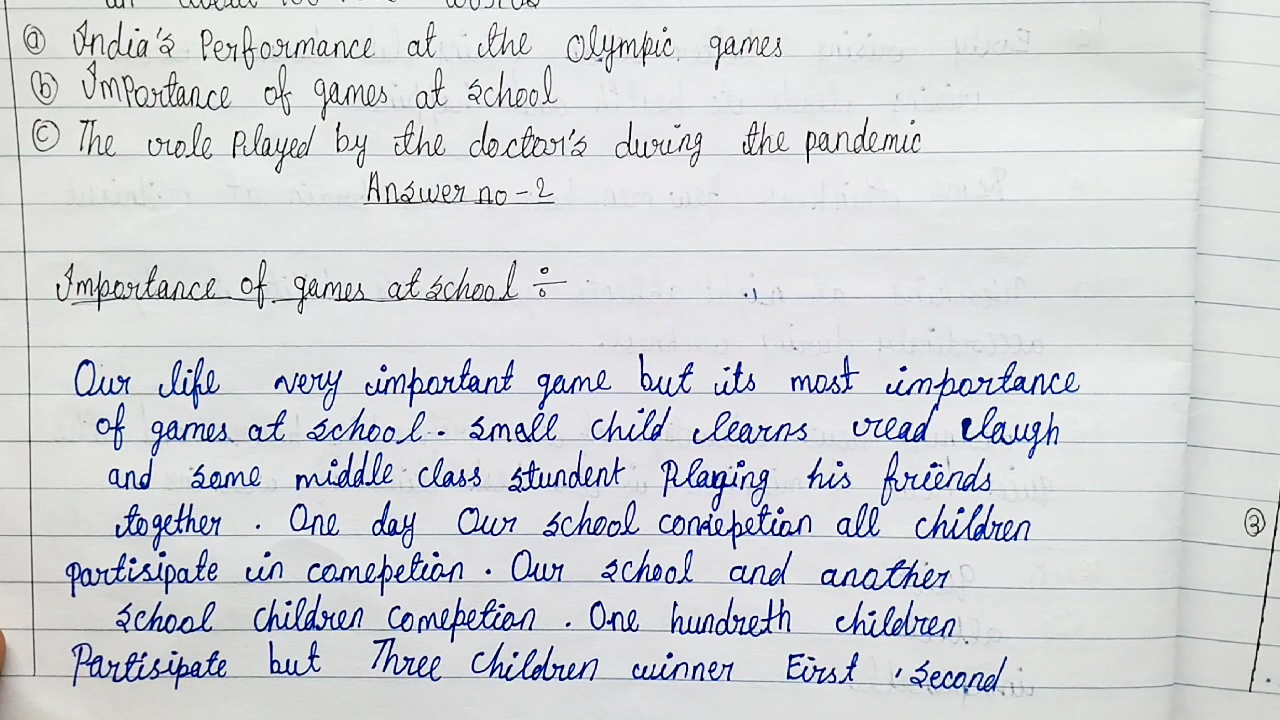 ⓐ India's Performance at the Olympic games
ⓑ Importance of games at school
ⓒ The role Played by the doctor's during the pandemic
Answer no-2
Importance of games at school ÷
Our life very important game but its most importance
of games at school. small child learns read laugh
and some middle class stundent Playing his friends
together. One day Our school condepetian all children
partisipate in comepetian. Our school and anather
school children comepetian. One hundreth children.
Partisipate but Three children winner First, second.
③